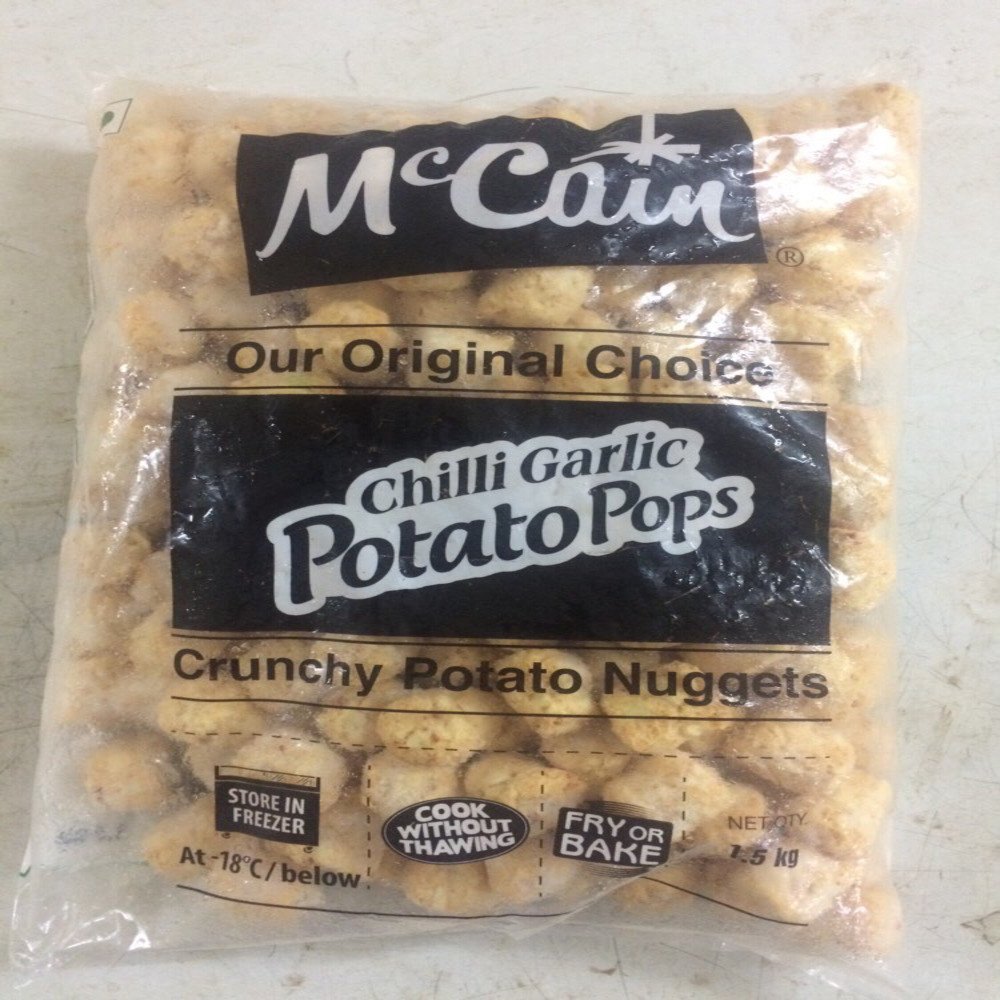 McCain
®
Our Original Choice
Chilli Garlic
Potato Pops
Crunchy Potato Nuggets
STORE IN
FREEZER
At -18°C / below
COOK
WITHOUT
THAWING
FRY OR
BAKE
NET QTY.
1.5 kg